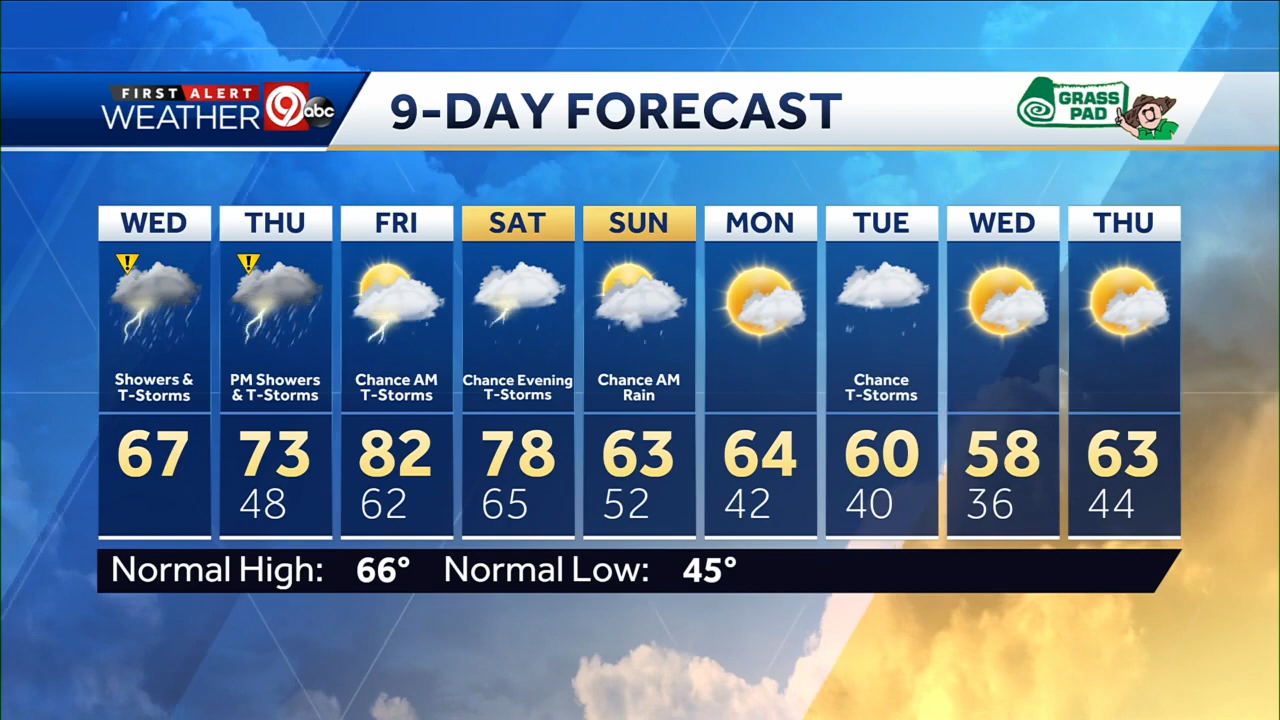 FIRST ALERT
WEATHER 9 abc
9-DAY FORECAST
GRASS
PAD
WED THU FRI SAT SUN MON TUE WED THU
! !
Showers & T-Storms
PM Showers & T-Storms
Chance AM T-Storms
Chance Evening T-Storms
Chance AM Rain
Chance T-Storms
67 73 82 78 63 64 60 58 63
48 62 65 52 42 40 36 44
Normal High: 66° Normal Low: 45°